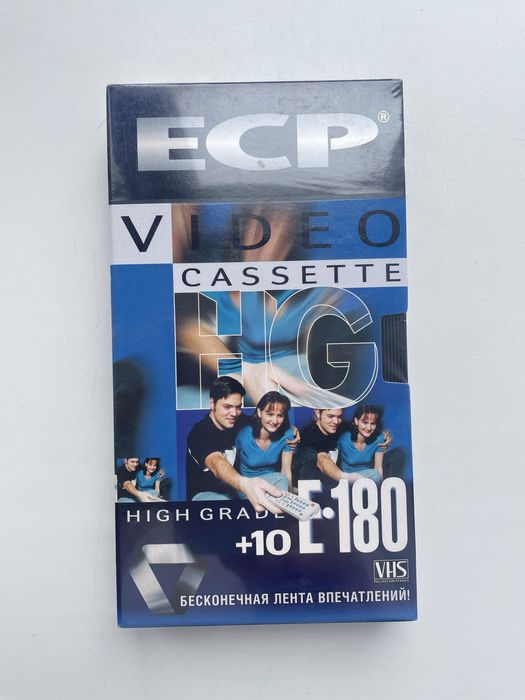 ECP®
VIDEO
CASSETTE
HG
HIGH GRADE
+10 E·180
VHS
БЕСКОНЕЧНАЯ ЛЕНТА ВПЕЧАТЛЕНИЙ!